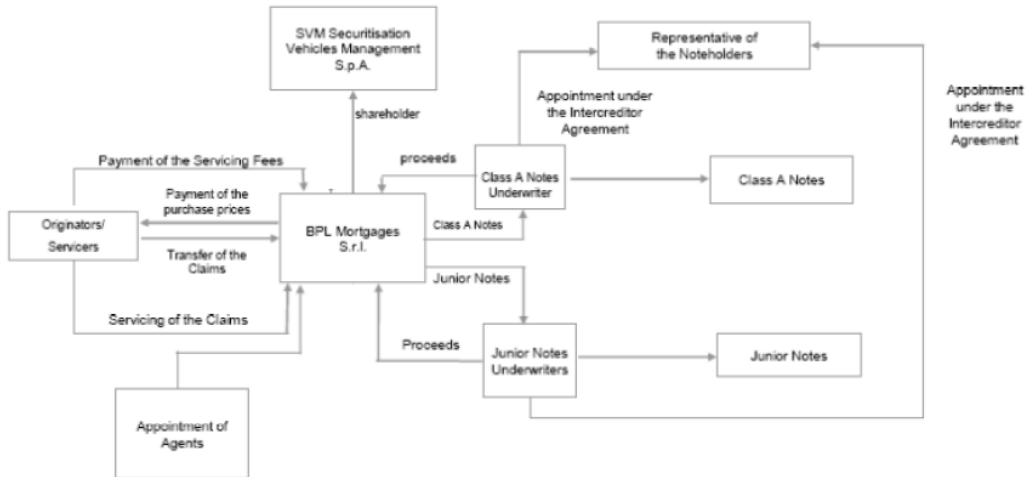 SVM Securitisation
Vehicles Management
S.p.A.
Representative of
the Noteholders
shareholder
Appointment under
the Intercreditor
Agreement
Appointment
under the
Intercreditor
Agreement
Payment of the Servicing Fees
proceeds
Class A Notes
Underwriter
Class A Notes
Payment of the
purchase prices
Originators/
Servicers
BPL Mortgages
S.r.l.
Class A Notes
Transfer of the
Claims
Junior Notes
Servicing of the Claims
Proceeds
Junior Notes
Underwriters
Junior Notes
Appointment of
Agents